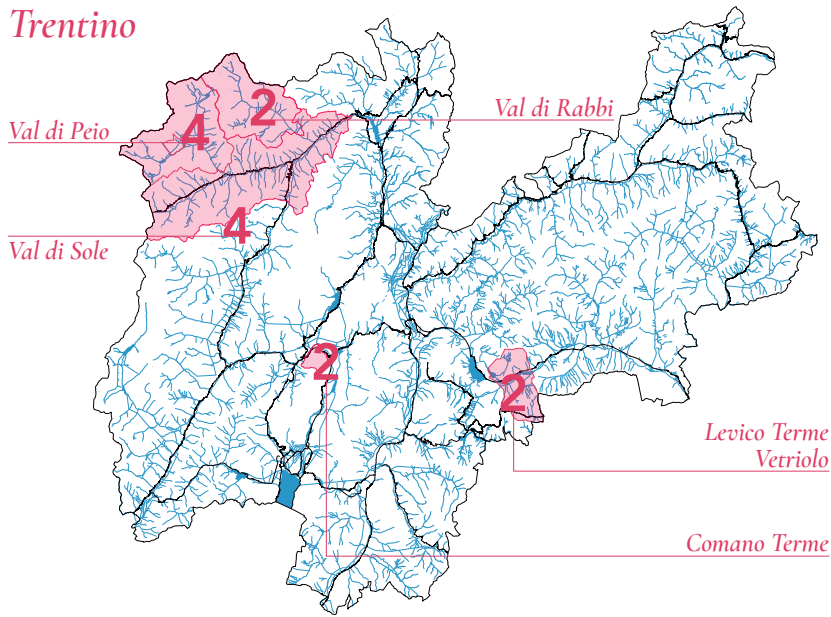 Trentino
2
Val di Rabbi
4
Val di Peio
4
Val di Sole
2
2
Levico Terme
Vetriolo
Comano Terme